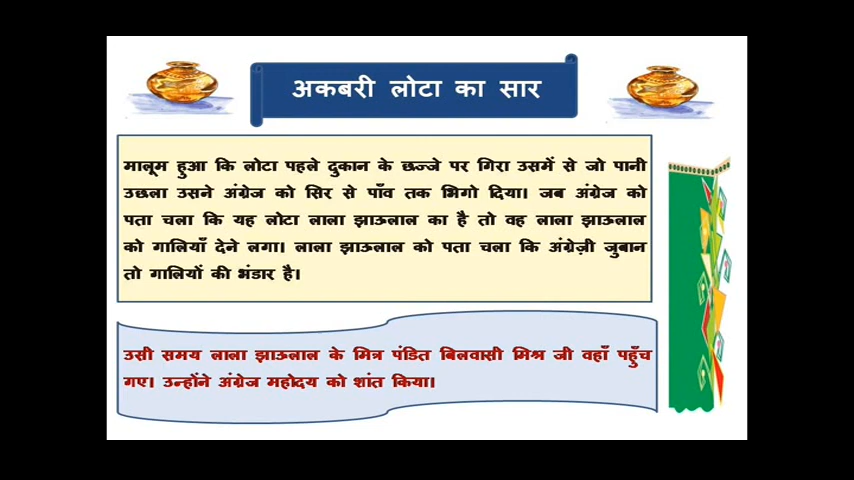 अकबरी लोटा का सार
मालूम हुआ कि लोटा पहले दुकान के छज्जे पर गिरा उसमें से जो पानी
उछला उसने अंग्रेज को सिर से पाँव तक भिगो दिया। जब अंग्रेज को
पता चला कि यह लोटा लाला झाऊलाल का है तो वह लाला झाऊलाल
को गालियाँ देने लगा। लाला झाऊलाल को पता चला कि अंग्रेज़ी जुबान
तो गालियों की भंडार है।
उसी समय लाला झाऊलाल के मित्र पंडित बिलवासी मिश्र जी वहाँ पहुँच
गए। उन्होंने अंग्रेज महोदय को शांत किया।